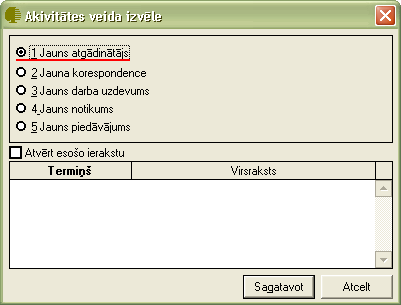 Akivitātes veida izvēle
1 Jauns atgādinātājs
2 Jauna korespondence
3 Jauns darba uzdevums
4 Jauns notikums
5 Jauns piedāvājums
Atvērt esošo ierakstu
Termiņš Virsraksts
Sagatavot Atcelt